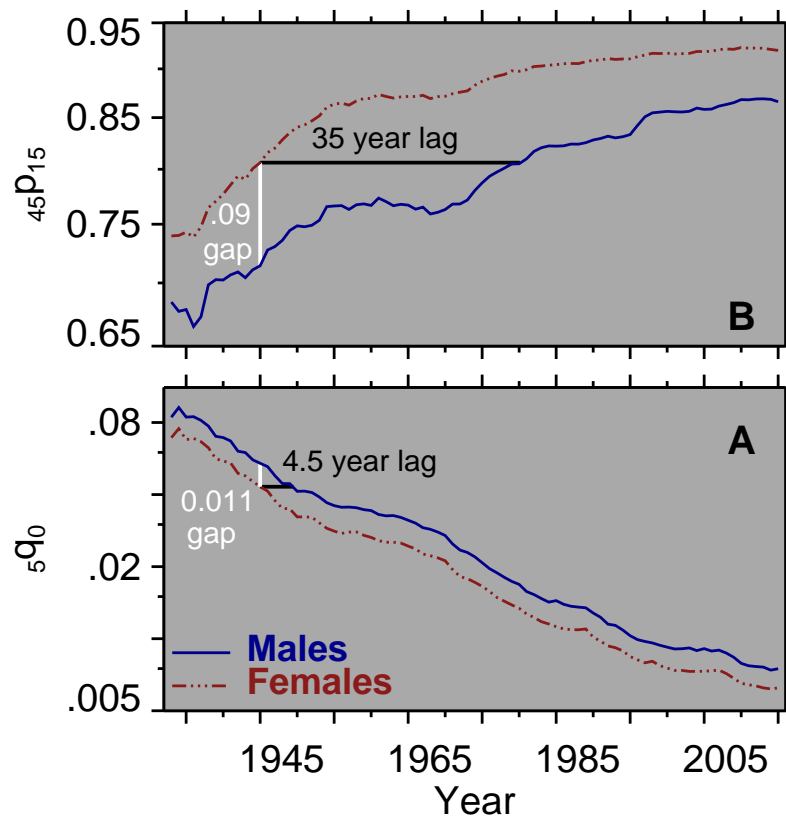 0.95
0.85
0.75
0.65
45p15
35 year lag
.09
gap
B
.08
.02
.005
5q0
A
4.5 year lag
0.011
gap
Males
Females
1945 1965 1985 2005
Year